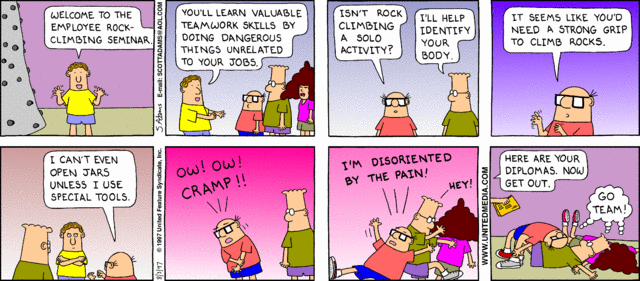 WELCOME TO THE
EMPLOYEE ROCK-
CLIMBING SEMINAR.
S.Adams
E-mail: SCOTTADAMS@AOL.COM
YOU'LL LEARN VALUABLE
TEAMWORK SKILLS BY
DOING DANGEROUS
THINGS UNRELATED
TO YOUR JOBS.
ISN'T ROCK
CLIMBING
A SOLO
ACTIVITY?
I'LL HELP
IDENTIFY
YOUR
BODY.
IT SEEMS LIKE YOU'D
NEED A STRONG GRIP
TO CLIMB ROCKS.
I CAN'T EVEN
OPEN JARS
UNLESS I USE
SPECIAL TOOLS.
© 1997 United Feature Syndicate, Inc.
OW! OW!
CRAMP!!
I'M DISORIENTED
BY THE PAIN!
HEY!
WWW.UNITEDMEDIA.COM
HERE ARE YOUR
DIPLOMAS. NOW
GET OUT.
GO
TEAM!